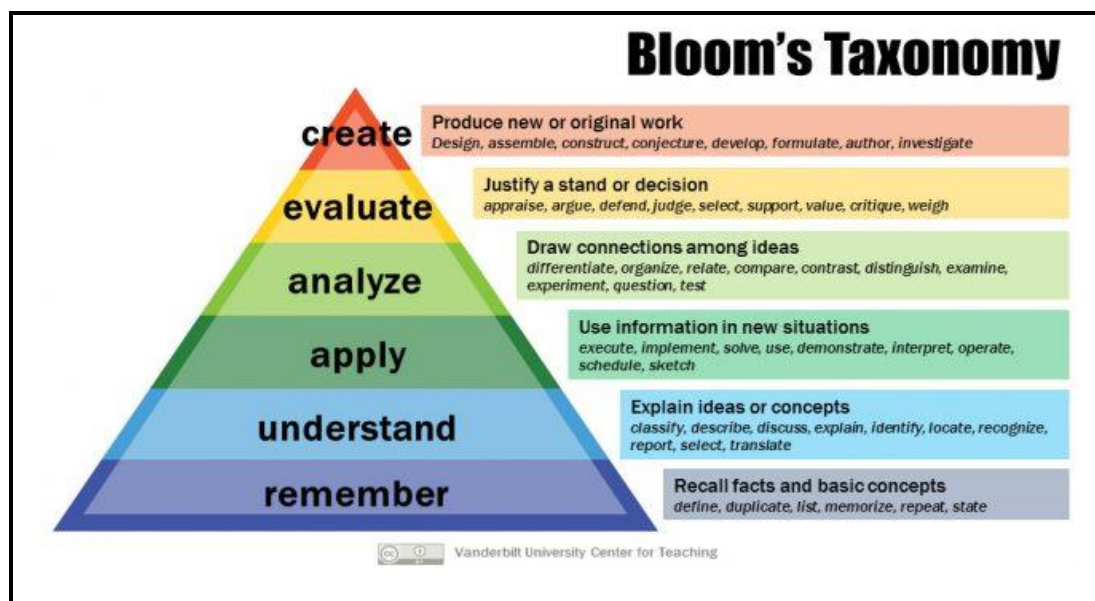 Bloom's Taxonomy
create
Produce new or original work
Design, assemble, construct, conjecture, develop, formulate, author, investigate
evaluate
Justify a stand or decision
appraise, argue, defend, judge, select, support, value, critique, weigh
analyze
Draw connections among ideas
differentiate, organize, relate, compare, contrast, distinguish, examine,
experiment, question, test
apply
Use information in new situations
execute, implement, solve, use, demonstrate, interpret, operate,
schedule, sketch
understand
Explain ideas or concepts
classify, describe, discuss, explain, identify, locate, recognize,
report, select, translate
remember
Recall facts and basic concepts
define, duplicate, list, memorize, repeat, state
cc
Vanderbilt University Center for Teaching